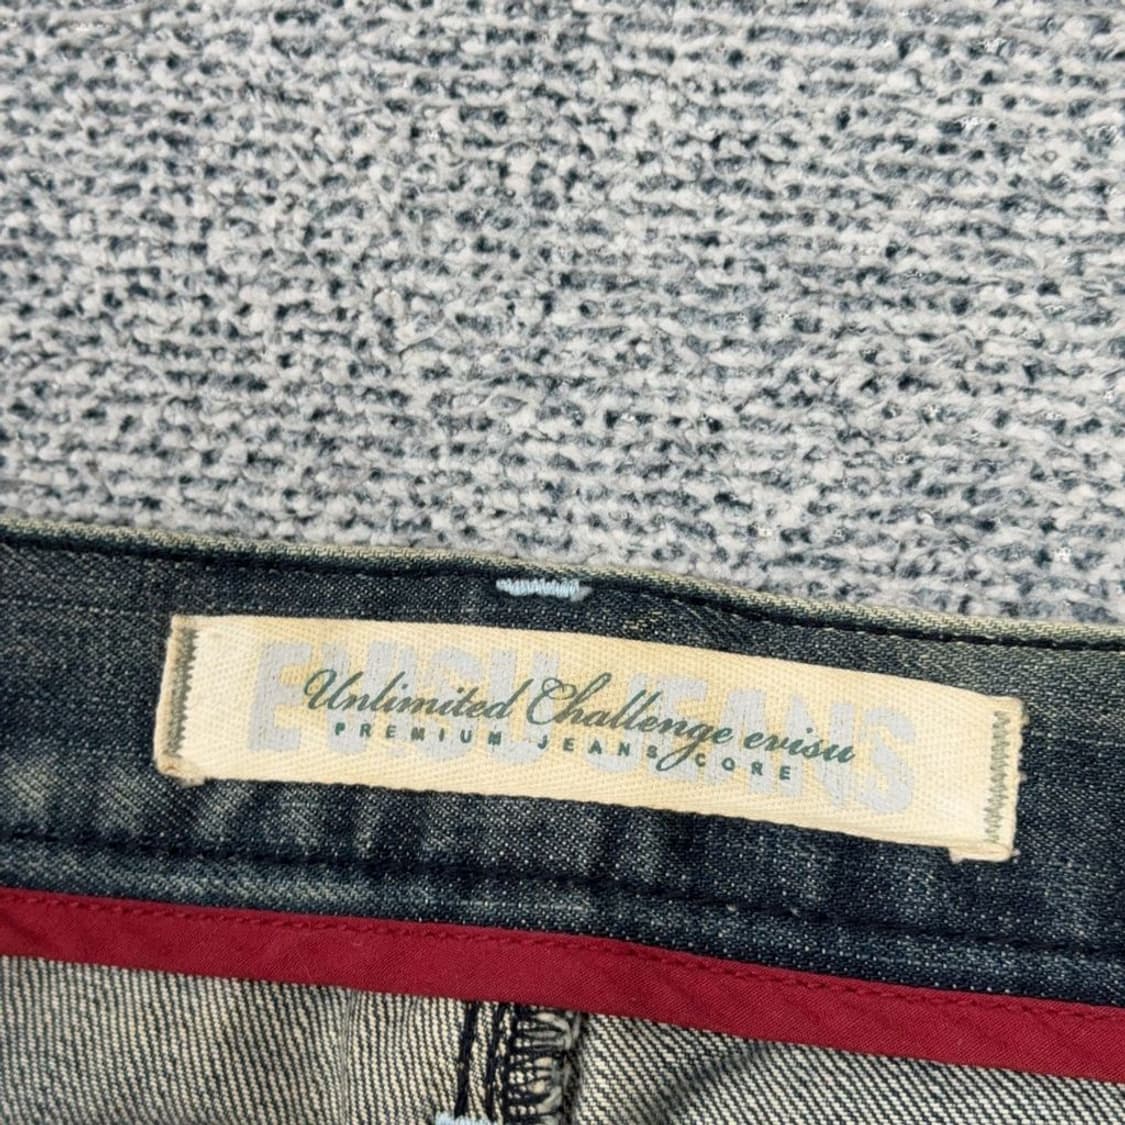 EVISU JEANS
Unlimited Challenge evisu
PREMIUM JEANS CORE